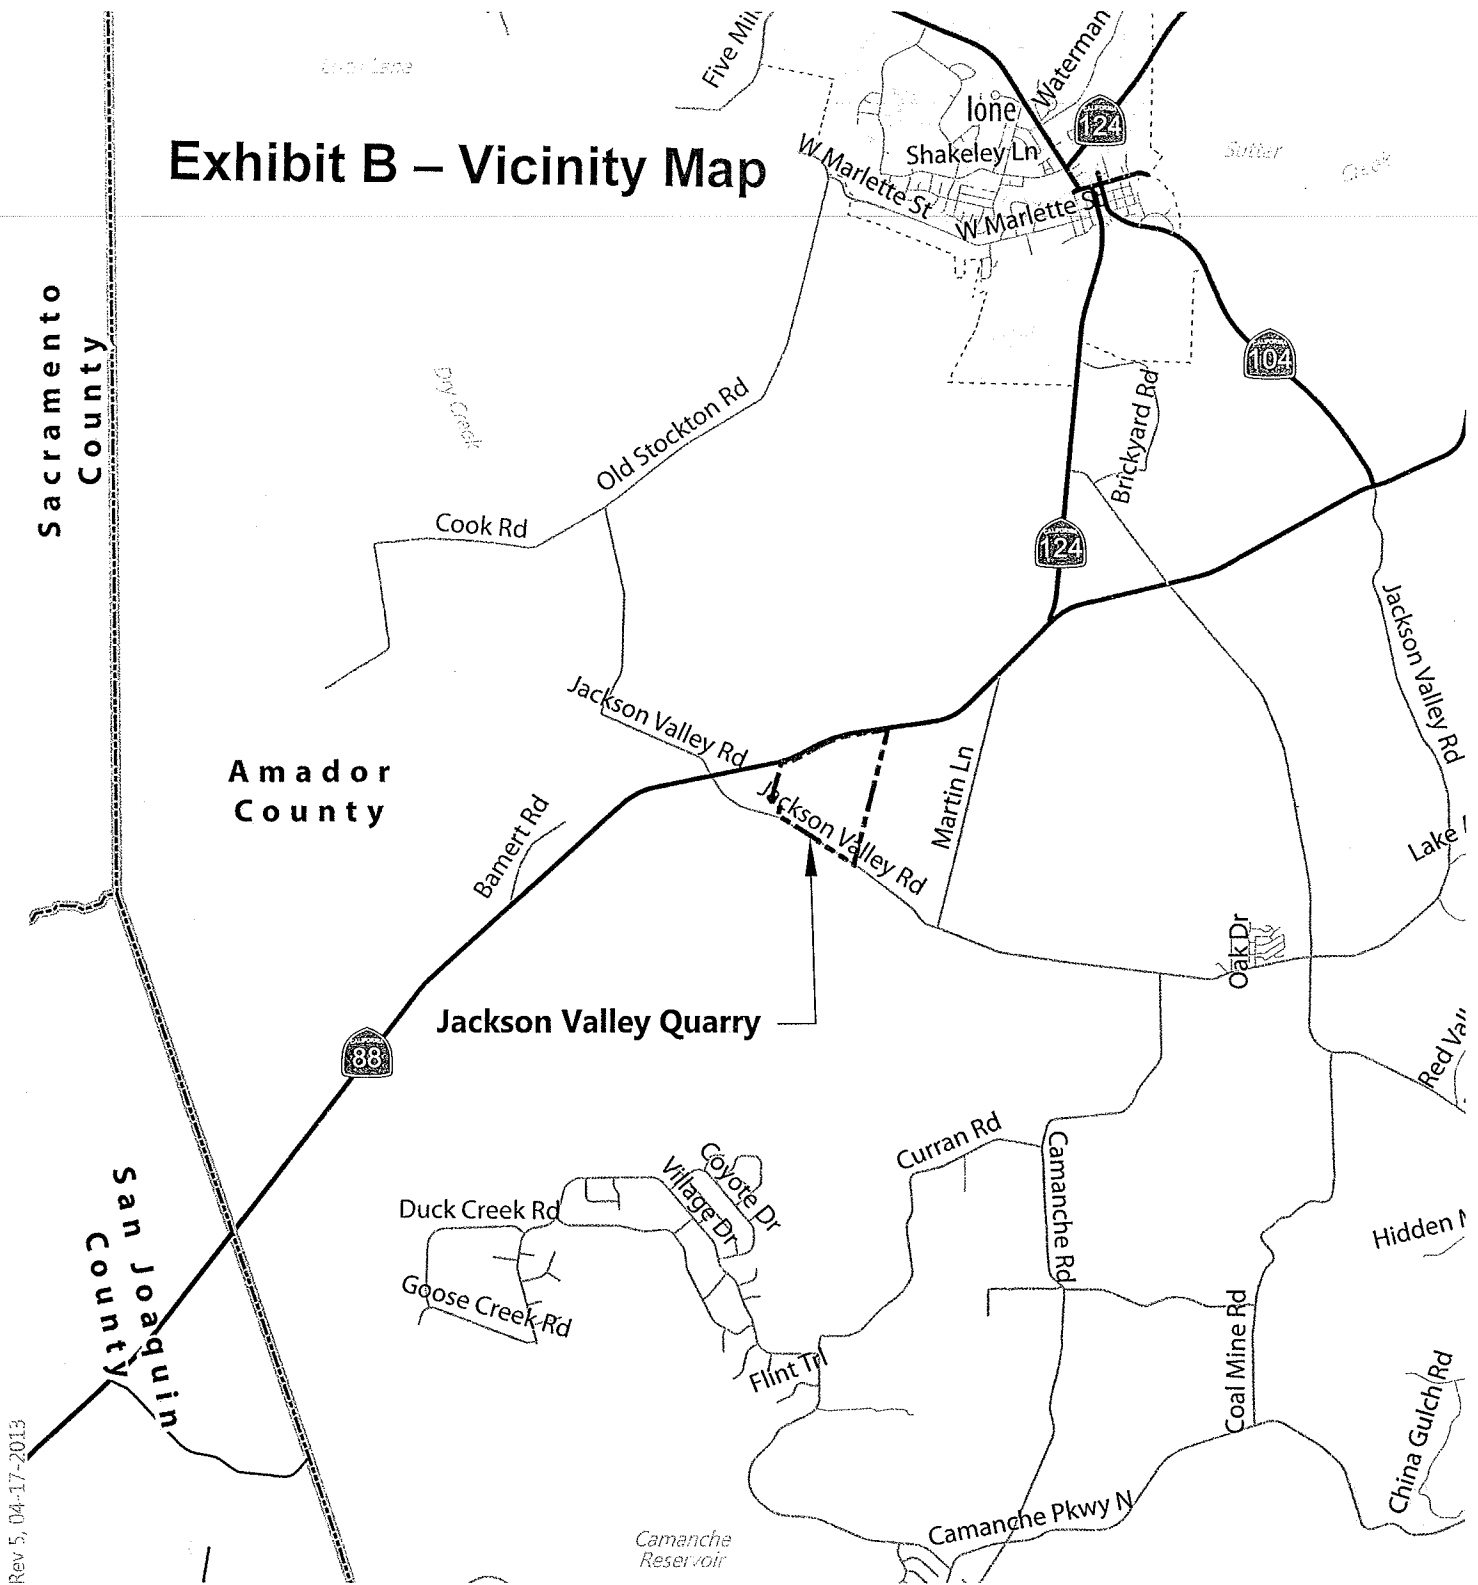 Five Mil
Waterman
Ione
124
Exhibit B – Vicinity Map
W Marlette St
Shakeley Ln
W Marlette St
Sutter
Creek
Sacramento
County
104
Dry Creek
Old Stockton Rd
Brickyard Rd
Cook Rd
124
Jackson Valley Rd
Jackson Valley Rd
Amador
County
Jackson Valley Rd
Martin Ln
Bamert Rd
Lake
Oak Dr
Jackson Valley Quarry
88
Red Vall
Curran Rd
Camanche Rd
Coyote Dr
Village Dr
San Joaquin
County
Duck Creek Rd
Hidden
Goose Creek Rd
Coal Mine Rd
Flint Trl
China Gulch Rd
Camanche Pkwy N
Camanche
Reservoir
Rev 5, 04-17-2013